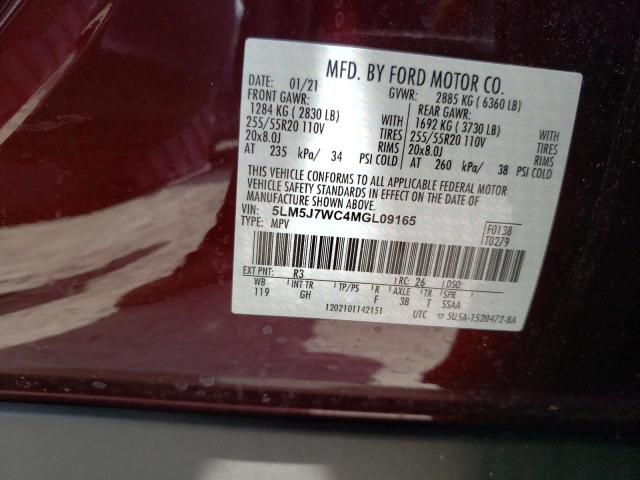 MFD. BY FORD MOTOR CO.
DATE: 01/21 GVWR: 2885 KG ( 6360 LB)
FRONT GAWR: REAR GAWR:
1284 KG ( 2830 LB) WITH 1692 KG ( 3730 LB) WITH
255/55R20 110V TIRES 255/55R20 110V TIRES
20x8.0J RIMS 20x8.0J RIMS
AT 235 kPa/ 34 PSI COLD AT 260 kPa/ 38 PSI COLD
THIS VEHICLE CONFORMS TO ALL APPLICABLE FEDERAL MOTOR
VEHICLE SAFETY STANDARDS IN EFFECT ON THE DATE OF
MANUFACTURE SHOWN ABOVE.
VIN: 5LM5J7WC4MGL09165 F0138
TYPE: MPV T0279
EXT PNT: R3 RC: 26 DSO:
WB INT TR TP/PS R AXLE TR SPR
119 GH F 3B T S5AA
1202101142151 UTC ▽ 5U5A-1520472-BA